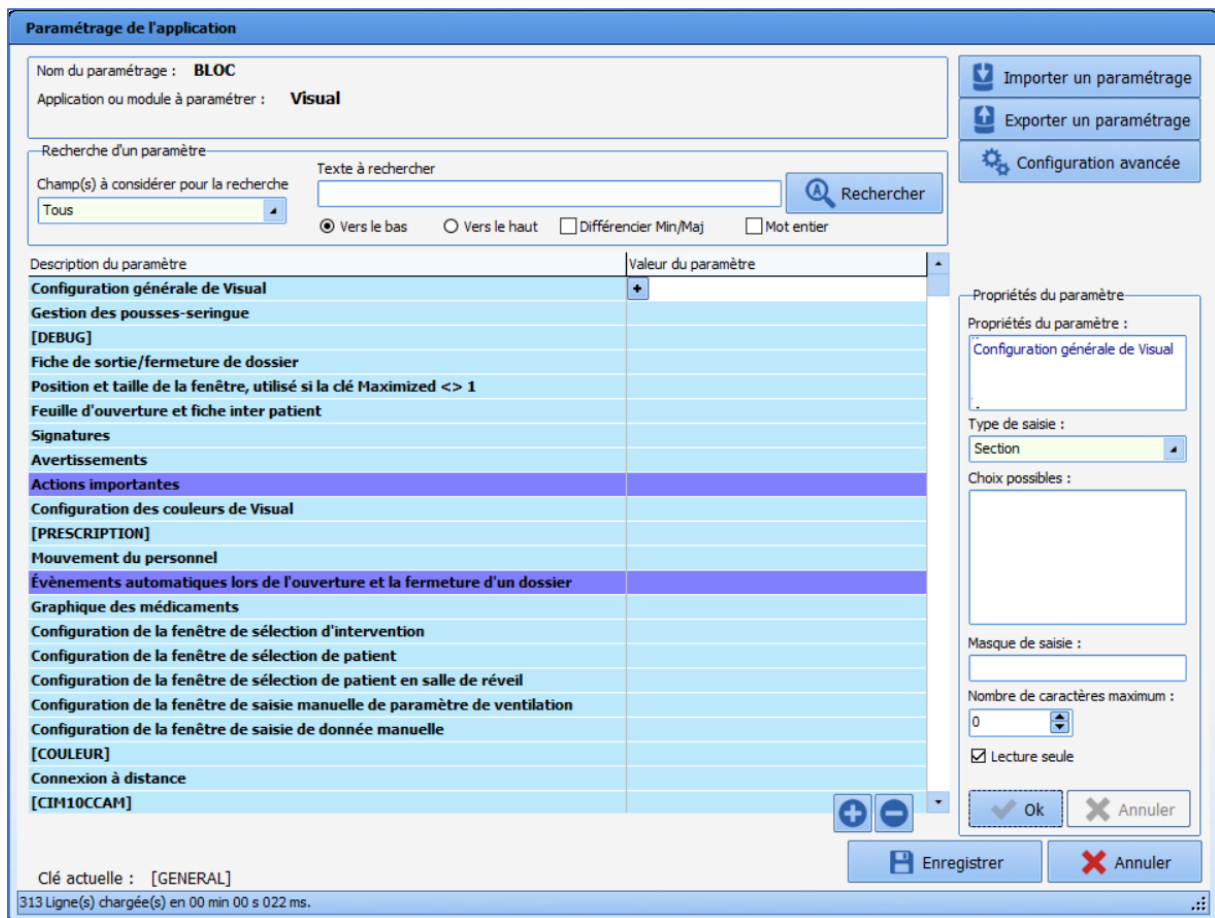 Paramétrage de l'application
Nom du paramétrage : BLOC
Application ou module à paramétrer : Visual
Importer un paramétrage
Exporter un paramétrage
Configuration avancée
Recherche d'un paramètre
Champ(s) à considérer pour la recherche
Tous
Texte à rechercher
Rechercher
Vers le bas Vers le haut Différencier Min/Maj Mot entier
Description du paramètre Valeur du paramètre
Configuration générale de Visual
Gestion des pousses-seringue
[DEBUG]
Fiche de sortie/fermeture de dossier
Position et taille de la fenêtre, utilisé si la clé Maximized <> 1
Feuille d'ouverture et fiche inter patient
Signatures
Avertissements
Actions importantes
Configuration des couleurs de Visual
[PRESCRIPTION]
Mouvement du personnel
Évènements automatiques lors de l'ouverture et la fermeture d'un dossier
Graphique des médicaments
Configuration de la fenêtre de sélection d'intervention
Configuration de la fenêtre de sélection de patient
Configuration de la fenêtre de sélection de patient en salle de réveil
Configuration de la fenêtre de saisie manuelle de paramètre de ventilation
Configuration de la fenêtre de saisie de donnée manuelle
[COULEUR]
Connexion à distance
[CIM10CCAM]
Propriétés du paramètre
Propriétés du paramètre :
Configuration générale de Visual
Type de saisie :
Section
Choix possibles :
Masque de saisie :
Nombre de caractères maximum :
0
Lecture seule
Ok Annuler
Enregistrer Annuler
Clé actuelle : [GENERAL]
313 Ligne(s) chargée(s) en 00 min 00 s 022 ms.